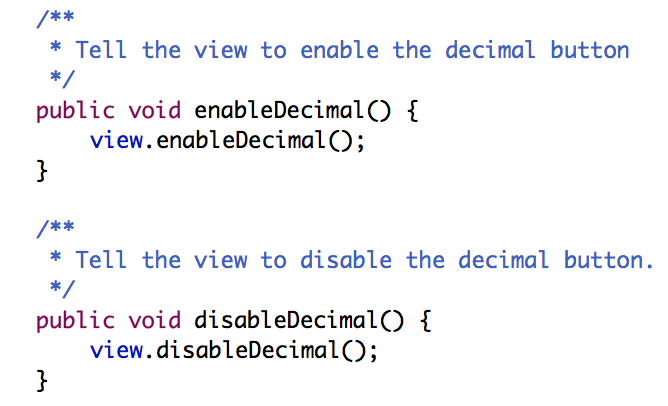 /**
 * Tell the view to enable the decimal button
 */
public void enableDecimal() {
    view.enableDecimal();
}

/**
 * Tell the view to disable the decimal button.
 */
public void disableDecimal() {
    view.disableDecimal();
}